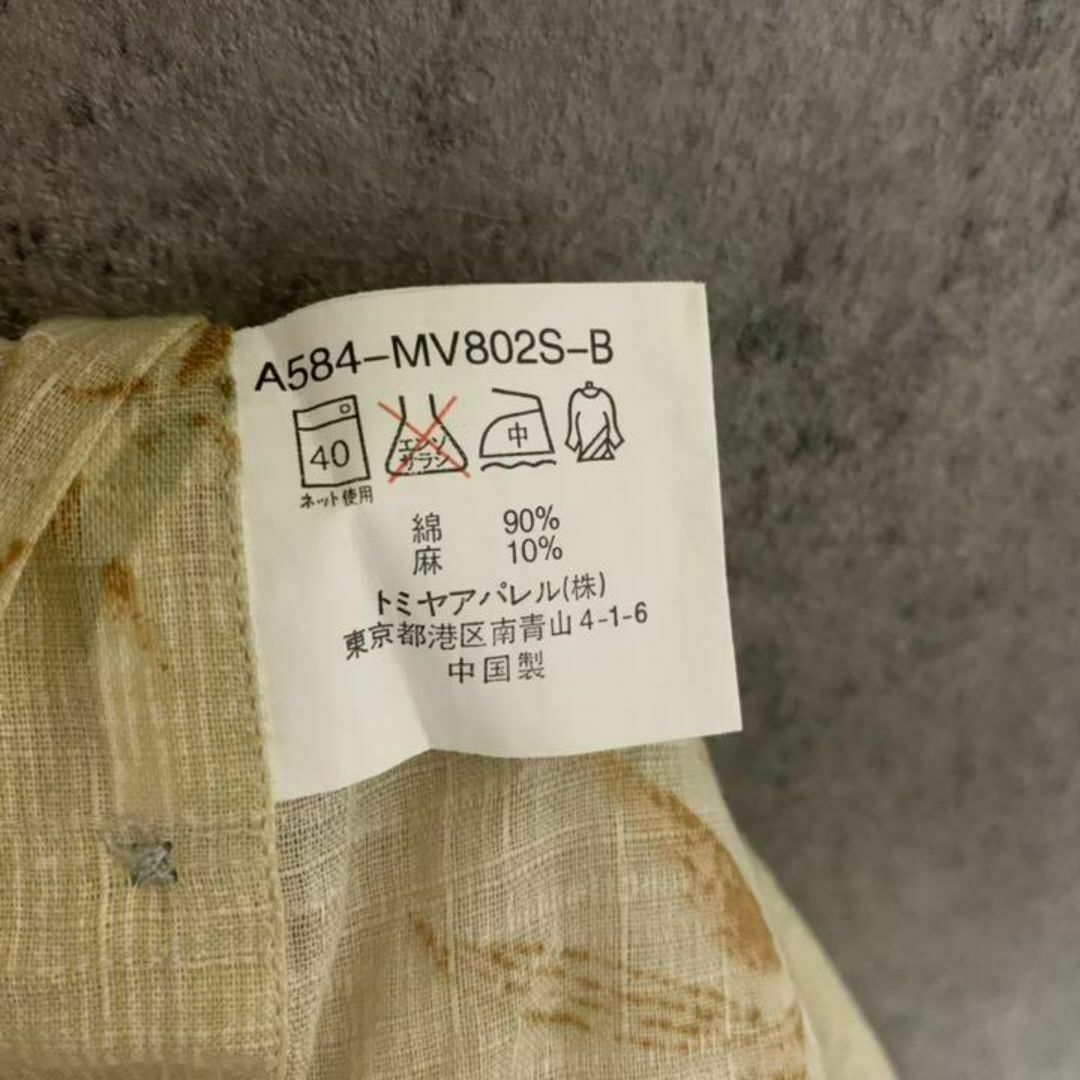 A584-MV802S-B
40 エンソ 中
サラシ
ネット使用
綿 90%
麻 10%
トミヤアパレル(株)
東京都港区南青山 4-1-6
中国製